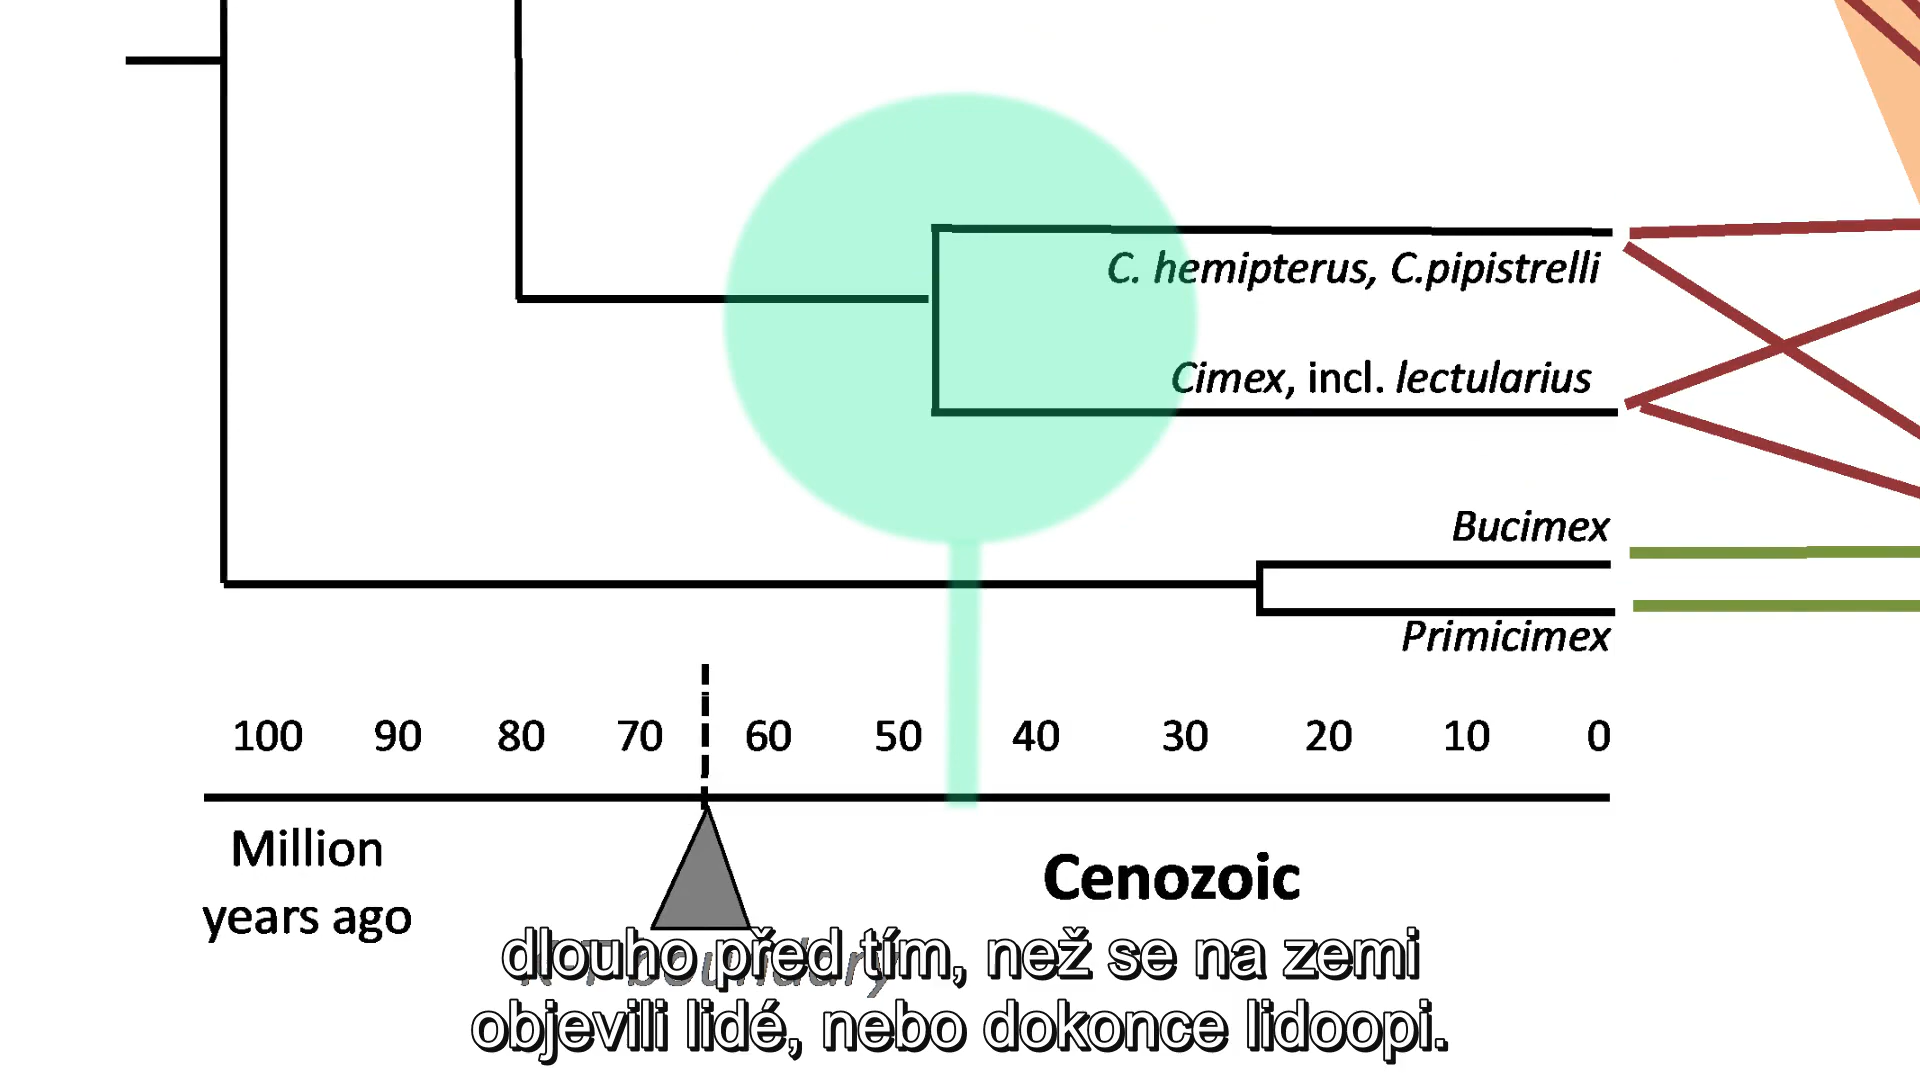 C. hemipterus, C.pipistrelli
Cimex, incl. lectularius
Bucimex
Primicimex
100 90 80 70 60 50 40 30 20 10 0
Million
years ago
Cenozoic
boundary
dlouho před tím, než se na zemi
objevili lidé, nebo dokonce lidoopi.